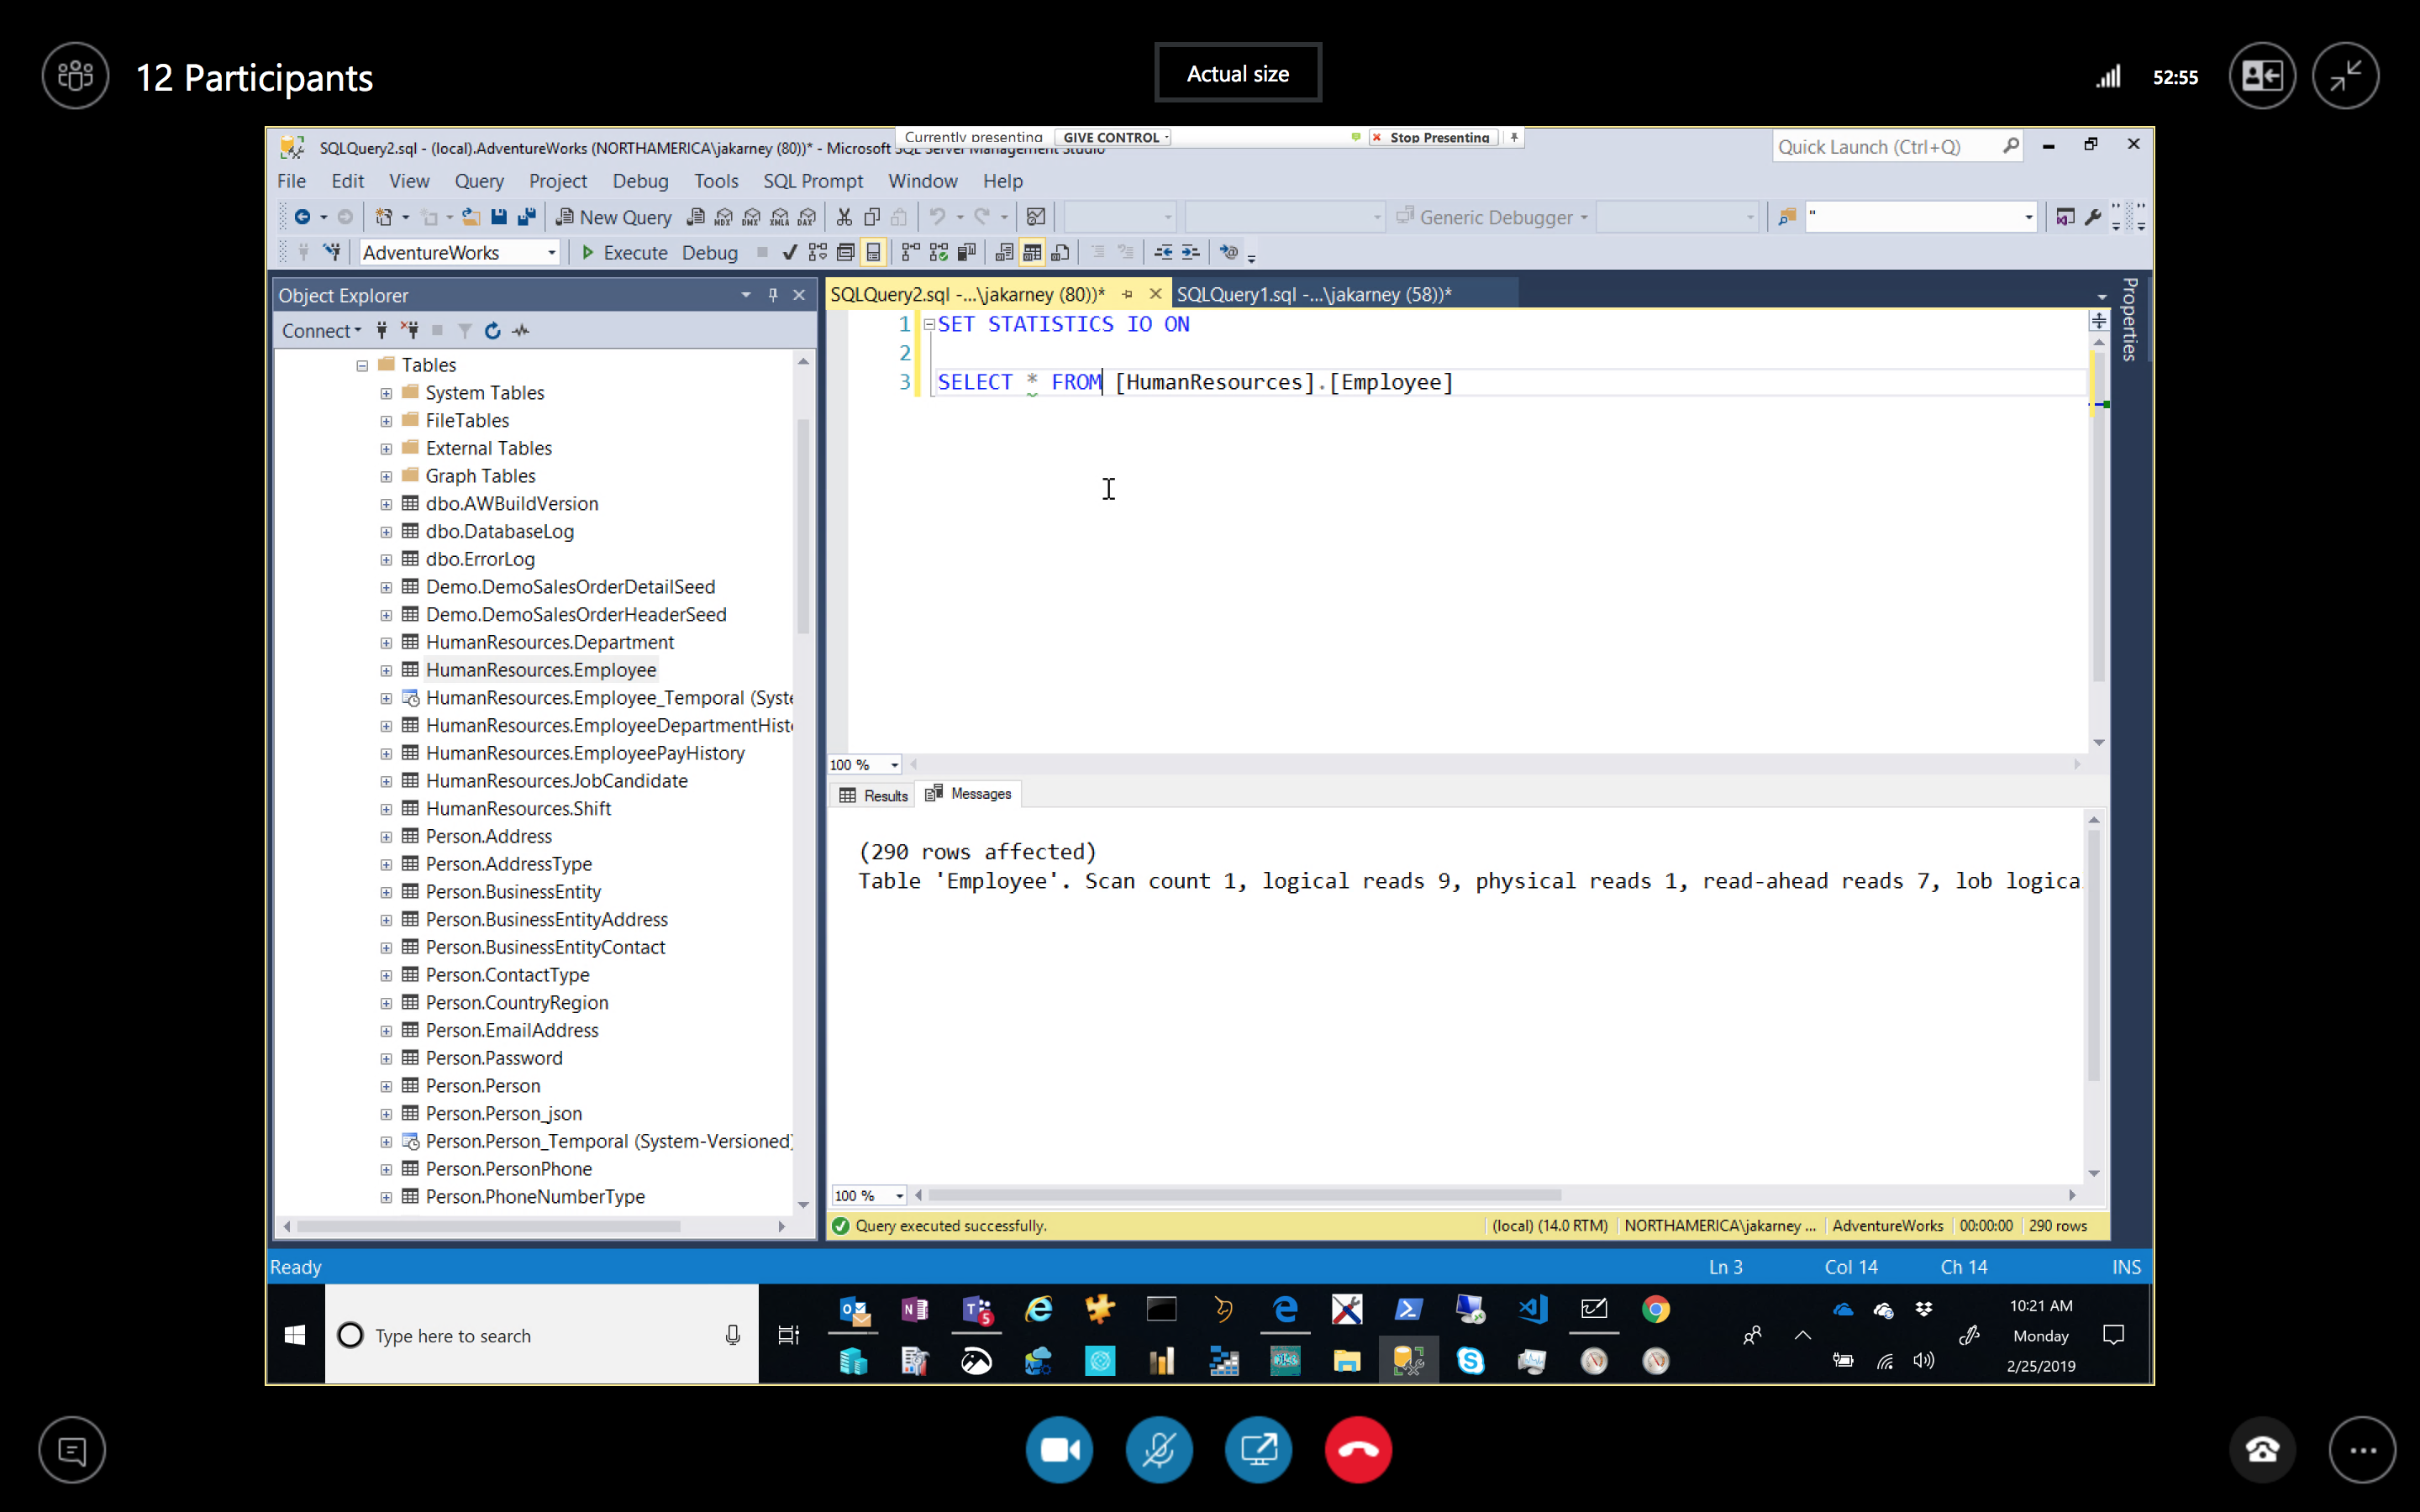 12 Participants
Actual size
52:55
SQLQuery2.sql - (local).AdventureWorks (NORTHAMERICA\jakarney (80))* - Microsoft SQL Server Management Studio
Currently presenting GIVE CONTROL Stop Presenting
Quick Launch (Ctrl+Q)
File Edit View Query Project Debug Tools SQL Prompt Window Help
New Query MDX DMX XMLA DAX Generic Debugger "
AdventureWorks Execute Debug
Object Explorer
Connect
Tables
System Tables
FileTables
External Tables
Graph Tables
dbo.AWBuildVersion
dbo.DatabaseLog
dbo.ErrorLog
Demo.DemoSalesOrderDetailSeed
Demo.DemoSalesOrderHeaderSeed
HumanResources.Department
HumanResources.Employee
HumanResources.Employee_Temporal (Syste
HumanResources.EmployeeDepartmentHisto
HumanResources.EmployeePayHistory
HumanResources.JobCandidate
HumanResources.Shift
Person.Address
Person.AddressType
Person.BusinessEntity
Person.BusinessEntityAddress
Person.BusinessEntityContact
Person.ContactType
Person.CountryRegion
Person.EmailAddress
Person.Password
Person.Person
Person.Person_json
Person.Person_Temporal (System-Versioned)
Person.PersonPhone
Person.PhoneNumberType
SQLQuery2.sql -...\jakarney (80))* SQLQuery1.sql -...\jakarney (58))*
Properties
1 SET STATISTICS IO ON
2
3 SELECT * FROM [HumanResources].[Employee]
100 %
Results Messages
(290 rows affected)
Table 'Employee'. Scan count 1, logical reads 9, physical reads 1, read-ahead reads 7, lob logica
100 %
Query executed successfully. (local) (14.0 RTM) NORTHAMERICA\jakarney ... AdventureWorks 00:00:00 290 rows
Ready Ln 3 Col 14 Ch 14 INS
Type here to search
10:21 AM
Monday
2/25/2019